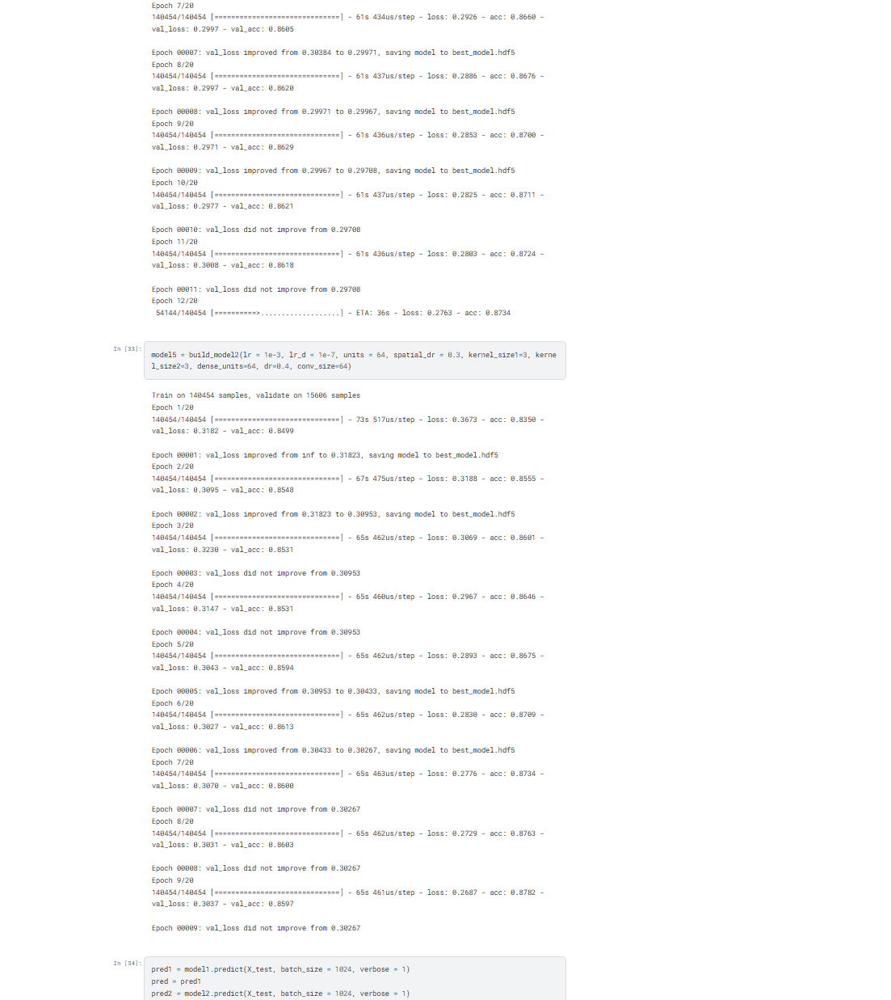 Epoch 7/20
140454/140454 [==============================] - 61s 434us/step - loss: 0.2926 - acc: 0.8660 -
val_loss: 0.2997 - val_acc: 0.8605
Epoch 00007: val_loss improved from 0.30384 to 0.29971, saving model to best_model.hdf5
Epoch 8/20
140454/140454 [==============================] - 61s 437us/step - loss: 0.2886 - acc: 0.8676 -
val_loss: 0.2997 - val_acc: 0.8620
Epoch 00008: val_loss improved from 0.29971 to 0.29967, saving model to best_model.hdf5
Epoch 9/20
140454/140454 [==============================] - 61s 436us/step - loss: 0.2853 - acc: 0.8700 -
val_loss: 0.2971 - val_acc: 0.8629
Epoch 00009: val_loss improved from 0.29967 to 0.29708, saving model to best_model.hdf5
Epoch 10/20
140454/140454 [==============================] - 61s 437us/step - loss: 0.2825 - acc: 0.8711 -
val_loss: 0.2977 - val_acc: 0.8621
Epoch 00010: val_loss did not improve from 0.29708
Epoch 11/20
140454/140454 [==============================] - 61s 436us/step - loss: 0.2803 - acc: 0.8724 -
val_loss: 0.3008 - val_acc: 0.8618
Epoch 00011: val_loss did not improve from 0.29708
Epoch 12/20
54144/140454 [==========>...................] - ETA: 36s - loss: 0.2763 - acc: 0.8734
In [33]:
model5 = build_model2(lr = 1e-3, lr_d = 1e-7, units = 64, spatial_dr = 0.3, kernel_size1=3, kerne
l_size2=3, dense_units=64, dr=0.4, conv_size=64)
Train on 140454 samples, validate on 15606 samples
Epoch 1/20
140454/140454 [==============================] - 73s 517us/step - loss: 0.3673 - acc: 0.8350 -
val_loss: 0.3182 - val_acc: 0.8499
Epoch 00001: val_loss improved from inf to 0.31823, saving model to best_model.hdf5
Epoch 2/20
140454/140454 [==============================] - 67s 475us/step - loss: 0.3188 - acc: 0.8555 -
val_loss: 0.3095 - val_acc: 0.8548
Epoch 00002: val_loss improved from 0.31823 to 0.30953, saving model to best_model.hdf5
Epoch 3/20
140454/140454 [==============================] - 65s 462us/step - loss: 0.3069 - acc: 0.8601 -
val_loss: 0.3230 - val_acc: 0.8531
Epoch 00003: val_loss did not improve from 0.30953
Epoch 4/20
140454/140454 [==============================] - 65s 460us/step - loss: 0.2967 - acc: 0.8646 -
val_loss: 0.3147 - val_acc: 0.8531
Epoch 00004: val_loss did not improve from 0.30953
Epoch 5/20
140454/140454 [==============================] - 65s 462us/step - loss: 0.2893 - acc: 0.8675 -
val_loss: 0.3043 - val_acc: 0.8594
Epoch 00005: val_loss improved from 0.30953 to 0.30433, saving model to best_model.hdf5
Epoch 6/20
140454/140454 [==============================] - 65s 462us/step - loss: 0.2830 - acc: 0.8709 -
val_loss: 0.3027 - val_acc: 0.8613
Epoch 00006: val_loss improved from 0.30433 to 0.30267, saving model to best_model.hdf5
Epoch 7/20
140454/140454 [==============================] - 65s 463us/step - loss: 0.2776 - acc: 0.8734 -
val_loss: 0.3070 - val_acc: 0.8600
Epoch 00007: val_loss did not improve from 0.30267
Epoch 8/20
140454/140454 [==============================] - 65s 462us/step - loss: 0.2729 - acc: 0.8763 -
val_loss: 0.3031 - val_acc: 0.8603
Epoch 00008: val_loss did not improve from 0.30267
Epoch 9/20
140454/140454 [==============================] - 65s 461us/step - loss: 0.2687 - acc: 0.8782 -
val_loss: 0.3037 - val_acc: 0.8597
Epoch 00009: val_loss did not improve from 0.30267
In [34]:
pred1 = model1.predict(X_test, batch_size = 1024, verbose = 1)
pred = pred1
pred2 = model2.predict(X_test, batch_size = 1024, verbose = 1)